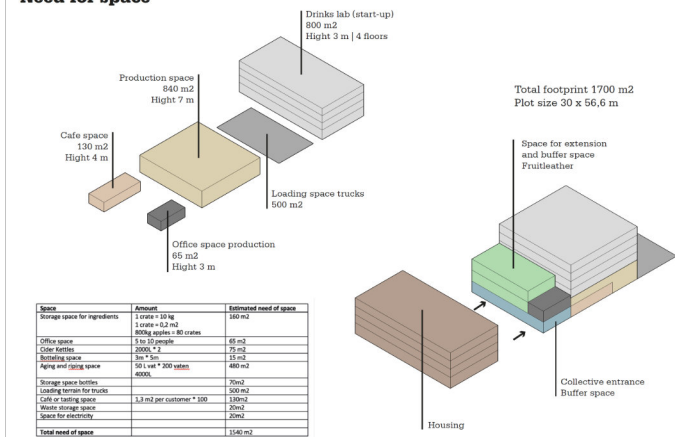 Need for space
Drinks lab (start-up)
800 m2
Hight 3 m | 4 floors
Production space
840 m2
Hight 7 m
Cafe space
130 m2
Hight 4 m
Loading space trucks
500 m2
Office space production
65 m2
Hight 3 m
Total footprint 1700 m2
Plot size 30 x 56,6 m
Space for extension
and buffer space
Fruitleather
Collective entrance
Buffer space
Housing
Space Amount Estimated need of space
Storage space for ingredients 1 crate = 10 kg 160 m2
1 crate = 0,2 m2
800kg apples = 80 crates
Office space 5 to 10 people 65 m2
Cider Kettles 2000L * 2 75 m2
Botteling space 3m * 5m 15 m2
Aging and riping space 50 L vat * 200 vaten 480 m2
4000L
Storage space bottles 70m2
Loading terrain for trucks 500 m2
Café or tasting space 1,3 m2 per customer * 100 130m2
Waste storage space 20m2
Space for electricity 20m2
Total need of space 1540 m2